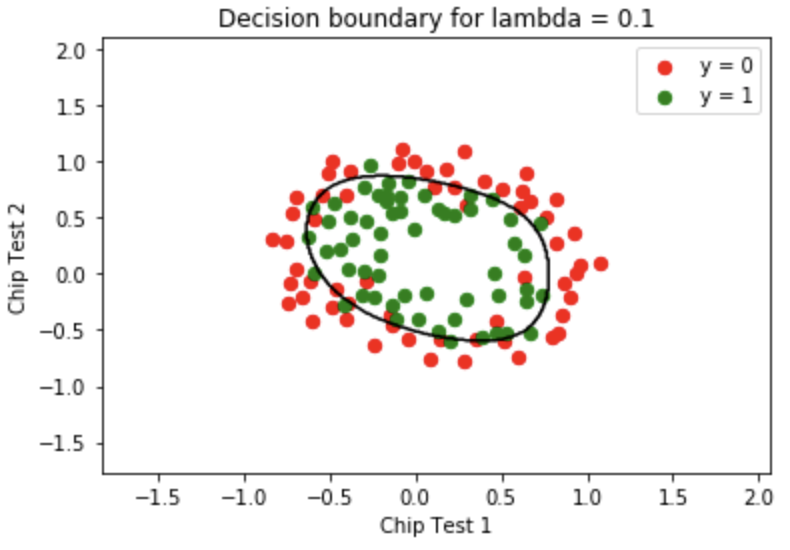 Decision boundary for lambda = 0.1
2.0
1.5
1.0
0.5
0.0
−0.5
−1.0
−1.5
Chip Test 2
y = 0
y = 1
−1.5 −1.0 −0.5 0.0 0.5 1.0 1.5 2.0
Chip Test 1